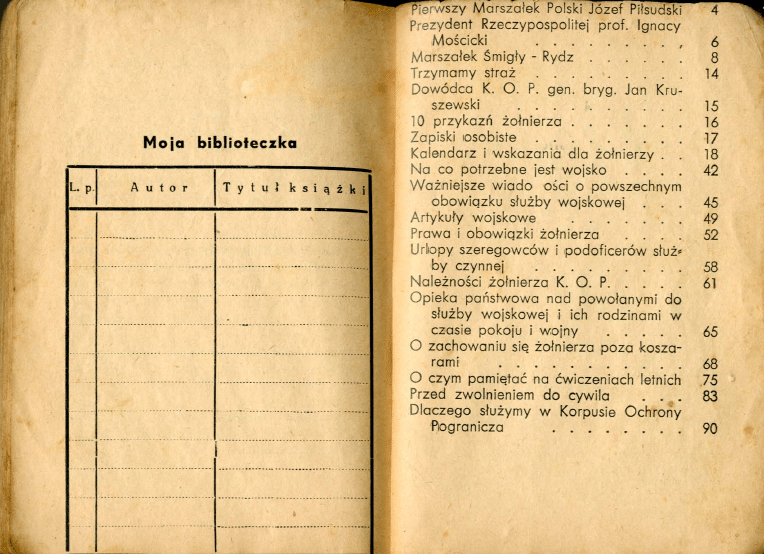 Moja biblioteczka
L. p. Autor Tytuł książki
Pierwszy Marszałek Polski Józef Piłsudski 4
Prezydent Rzeczypospolitej prof. Ignacy
Mościcki . . . . . . . , 6
Marszałek Śmigły - Rydz . . . . . . 8
Trzymamy straż . . . . . . . . 14
Dowódca K. O. P. gen. bryg. Jan Kru-
szewski . . . . . . . . . 15
10 przykazń żołnierza . . . . . . . 16
Zapiski osobiste . . . . . . . . 17
Kalendarz i wskazania dla żołnierzy . . 18
Na co potrzebne jest wojsko . . . . 42
Ważniejsze wiado ości o powszechnym
obowiązku służby wojskowej . . . 45
Artykuły wojskowe . . . . . . 49
Prawa i obowiązki żołnierza . . . . 52
Urlopy szeregowców i podoficerów służ-
by czynnej . . . . . . . . 58
Należności żołnierza K. O. P. . . . . 61
Opieka państwowa nad powołanymi do
służby wojskowej i ich rodzinami w
czasie pokoju i wojny . . . . . 65
O zachowaniu się żołnierza poza kosza-
rami . . . . . . . . . 68
O czym pamiętać na ćwiczeniach letnich 75
Przed zwolnieniem do cywila . . . 83
Dlaczego służymy w Korpusie Ochrony
Pogranicza . . . . . . . . 90